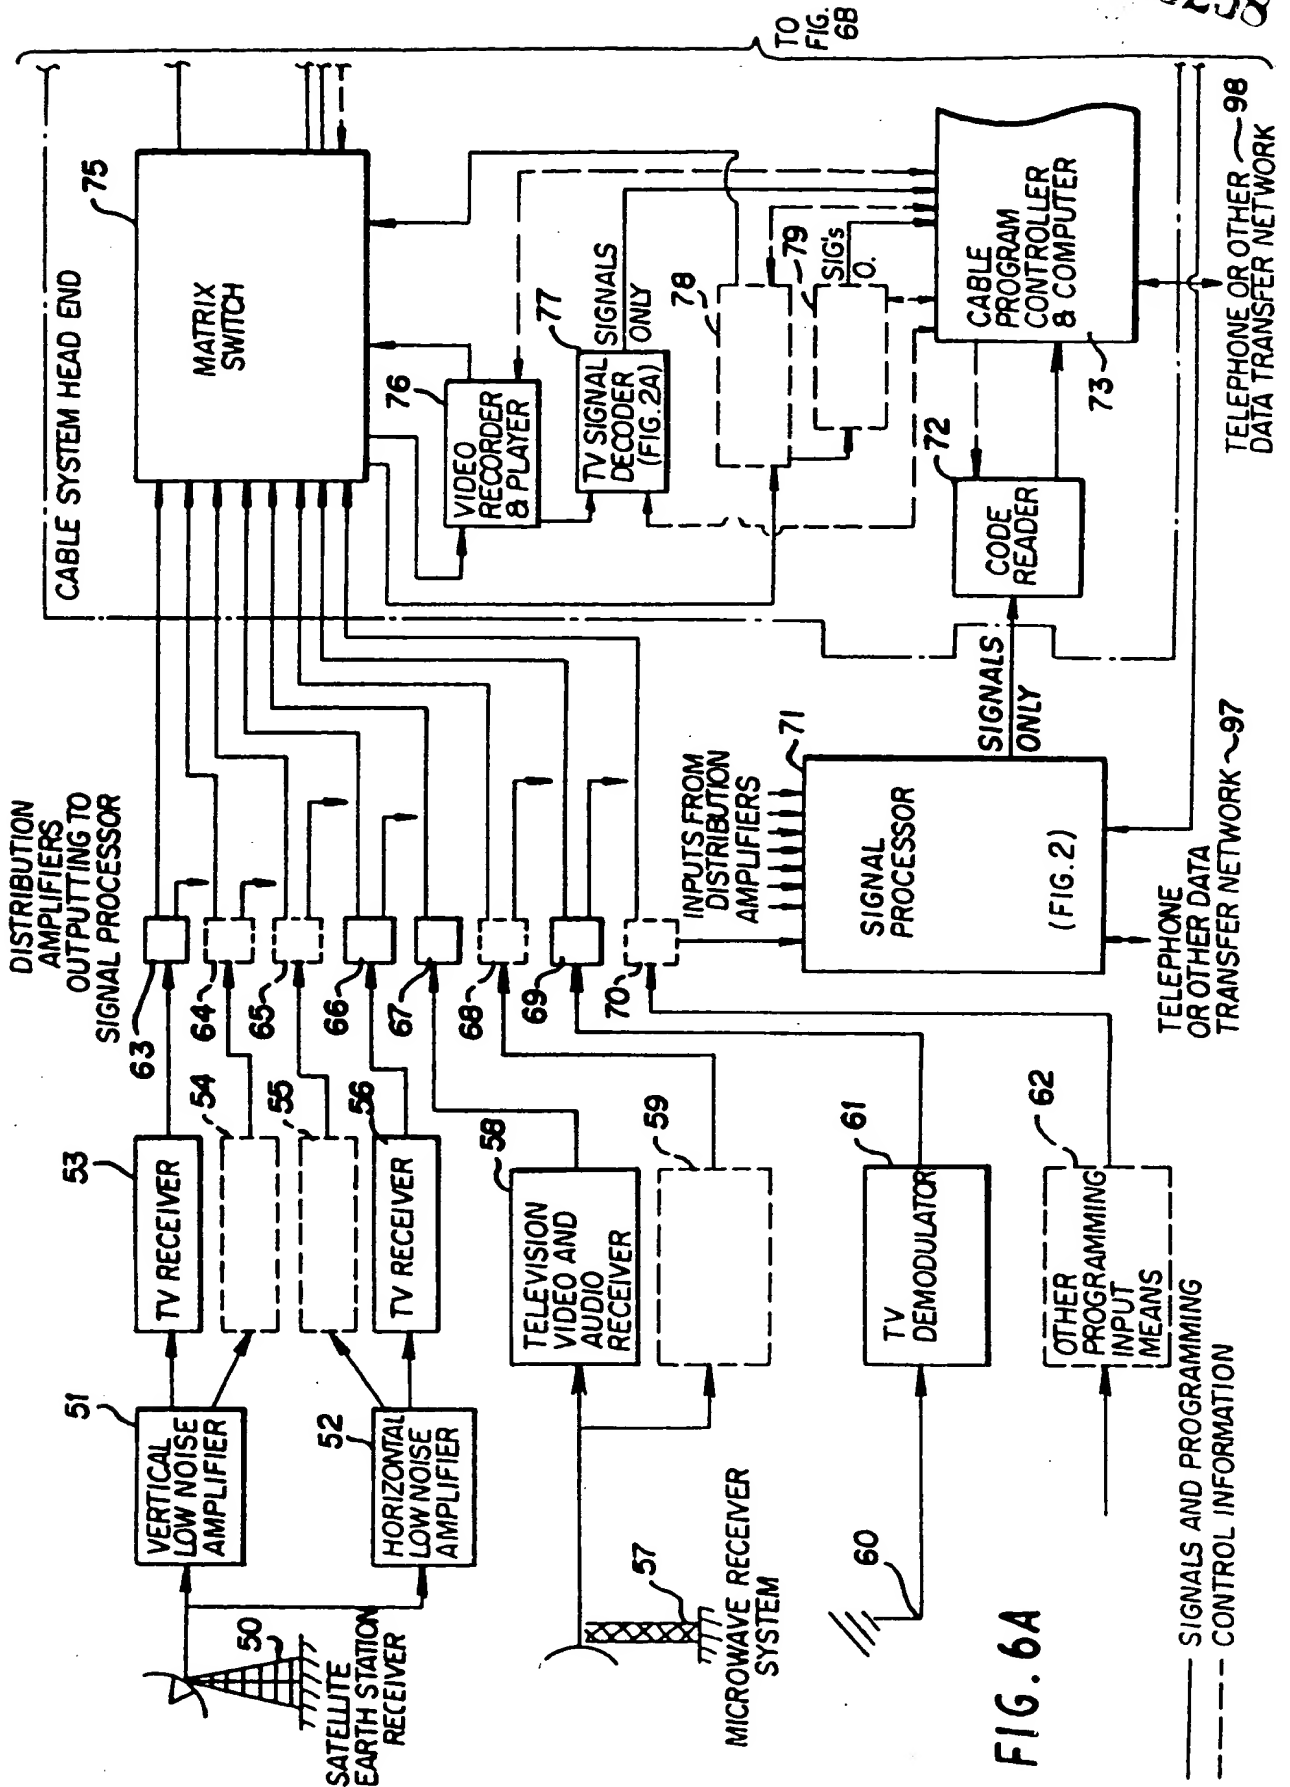 CABLE SYSTEM HEAD END
75
MATRIX
SWITCH
TO
FIG.
6B
DISTRIBUTION
AMPLIFIERS
OUTPUTTING TO
SIGNAL PROCESSOR
63
64
65
66
67
68
69
70
51
VERTICAL
LOW NOISE
AMPLIFIER
53
TV RECEIVER
54
55
56
TV RECEIVER
52
HORIZONTAL
LOW NOISE
AMPLIFIER
50
SATELLITE
EARTH STATION
RECEIVER
76
VIDEO
RECORDER
& PLAYER
77
TV SIGNAL
DECODER
(FIG. 2A)
SIGNALS
ONLY
78
79
SIG's
O.
CABLE
PROGRAM
CONTROLLER
& COMPUTER
73
72
CODE
READER
SIGNALS
ONLY
INPUTS FROM
DISTRIBUTION
AMPLIFIERS
71
SIGNAL
PROCESSOR
(FIG. 2)
58
TELEVISION
VIDEO AND
AUDIO
RECEIVER
59
57
MICROWAVE RECEIVER
SYSTEM
60
61
TV
DEMODULATOR
62
OTHER
PROGRAMMING
INPUT
MEANS
TELEPHONE
OR OTHER DATA
TRANSFER NETWORK 97
TELEPHONE OR OTHER 98
DATA TRANSFER NETWORK
FIG. 6A
SIGNALS AND PROGRAMMING
CONTROL INFORMATION